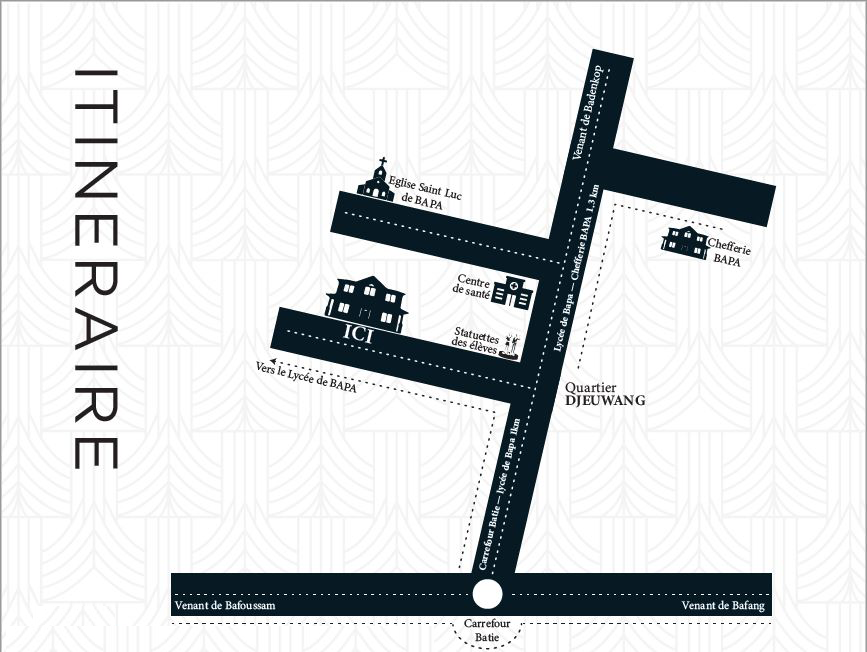 ITINERAIRE
Venant de Badenkop
Eglise Saint Luc
de BAPA
Chefferie
BAPA
Lycée de Bapa — Chefferie BAPA 1.3 km
Centre
de santé
ICI
Statuettes
des élèves
Vers le Lycée de BAPA
Quartier
DJEUWANG
Carrefour Batie — lycée de Bapa 1km
Venant de Bafoussam
Venant de Bafang
Carrefour
Batie